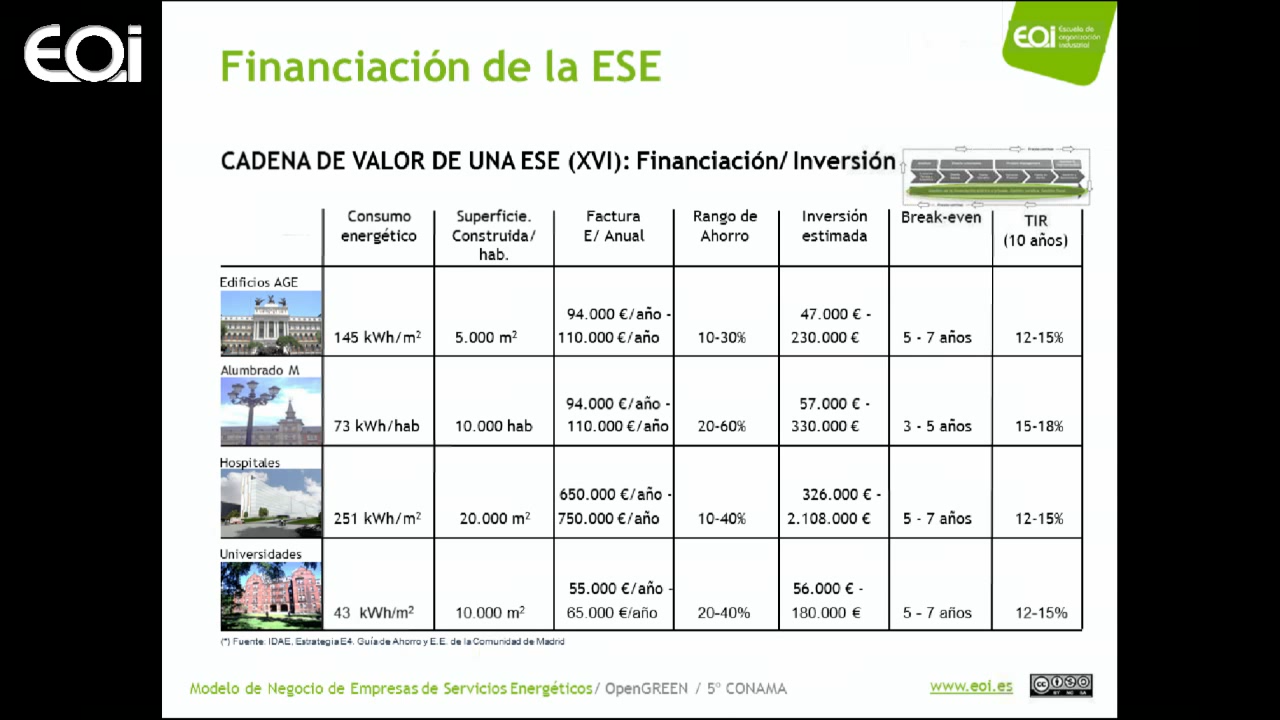 EOi
Financiación de la ESE
EOi Escuela de
organización
industrial
CADENA DE VALOR DE UNA ESE (XVI): Financiación/ Inversión
Consumo
energético
Superficie.
Construida/
hab.
Factura
E/ Anual
Rango de
Ahorro
Inversión
estimada
Break-even
TIR
(10 años)
Edificios AGE
145 kWh/m²
5.000 m²
94.000 €/año -
110.000 €/año
10-30%
47.000 € -
230.000 €
5 - 7 años
12-15%
Alumbrado M
73 kWh/hab
10.000 hab
94.000 €/año -
110.000 €/año
20-60%
57.000 € -
330.000 €
3 - 5 años
15-18%
Hospitales
251 kWh/m²
20.000 m²
650.000 €/año -
750.000 €/año
10-40%
326.000 € -
2.108.000 €
5 - 7 años
12-15%
Universidades
43 kWh/m²
10.000 m²
55.000 €/año -
65.000 €/año
20-40%
56.000 € -
180.000 €
5 - 7 años
12-15%
(*) Fuente: IDAE, Estrategia E4. Guía de Ahorro y E.E. de la Comunidad de Madrid
Modelo de Negocio de Empresas de Servicios Energéticos/ OpenGREEN / 5º CONAMA
www.eoi.es
BY NC SA